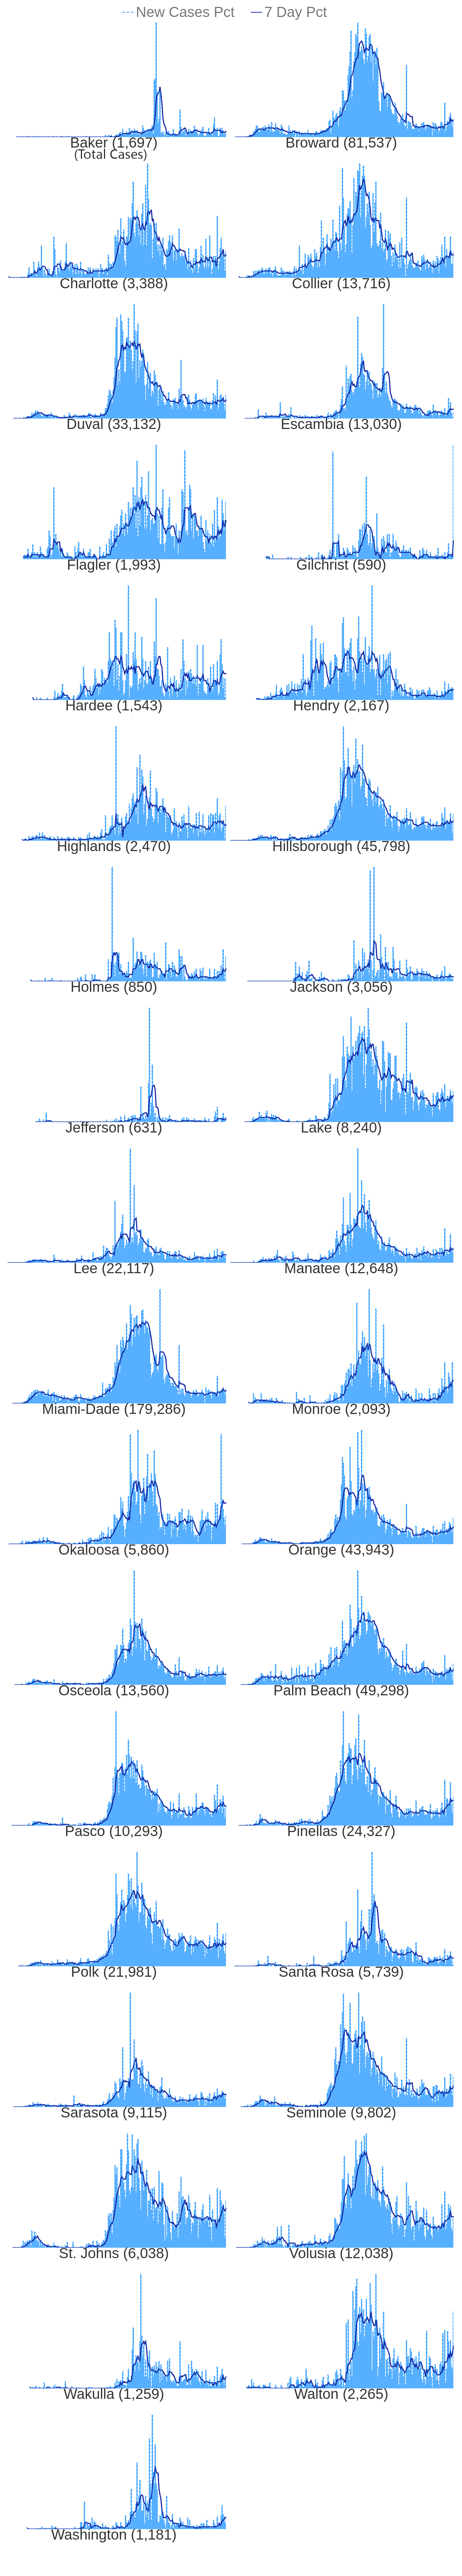 New Cases Pct 7 Day Pct
Baker (1,697) Broward (81,537)
(Total Cases)
Charlotte (3,388) Collier (13,716)
Duval (33,132) Escambia (13,030)
Flagler (1,993) Gilchrist (590)
Hardee (1,543) Hendry (2,167)
Highlands (2,470) Hillsborough (45,798)
Holmes (850) Jackson (3,056)
Jefferson (631) Lake (8,240)
Lee (22,117) Manatee (12,648)
Miami-Dade (179,286) Monroe (2,093)
Okaloosa (5,860) Orange (43,943)
Osceola (13,560) Palm Beach (49,298)
Pasco (10,293) Pinellas (24,327)
Polk (21,981) Santa Rosa (5,739)
Sarasota (9,115) Seminole (9,802)
St. Johns (6,038) Volusia (12,038)
Wakulla (1,259) Walton (2,265)
Washington (1,181)